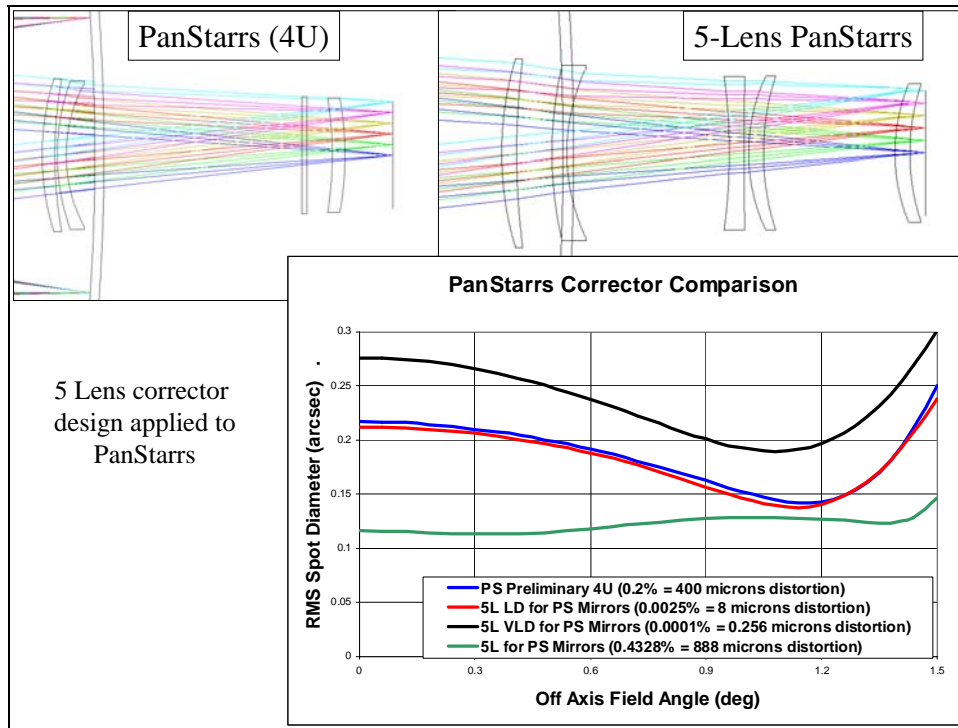 PanStarrs (4U)
5-Lens PanStarrs
5 Lens corrector
design applied to
PanStarrs
PanStarrs Corrector Comparison
RMS Spot Diameter (arcsec) .
0.3
0.25
0.2
0.15
0.1
0.05
0
0
0.3
0.6
0.9
1.2
1.5
Off Axis Field Angle (deg)
PS Preliminary 4U (0.2% = 400 microns distortion)
5L LD for PS Mirrors (0.0025% = 8 microns distortion)
5L VLD for PS Mirrors (0.0001% = 0.256 microns distortion)
5L for PS Mirrors (0.4328% = 888 microns distortion)